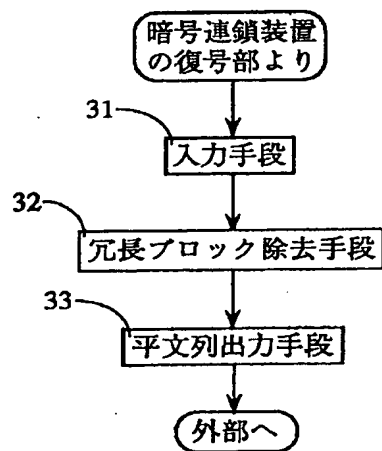 暗号連鎖装置
の復号部より
31
入力手段
32
冗長ブロック除去手段
33
平文列出力手段
外部へ